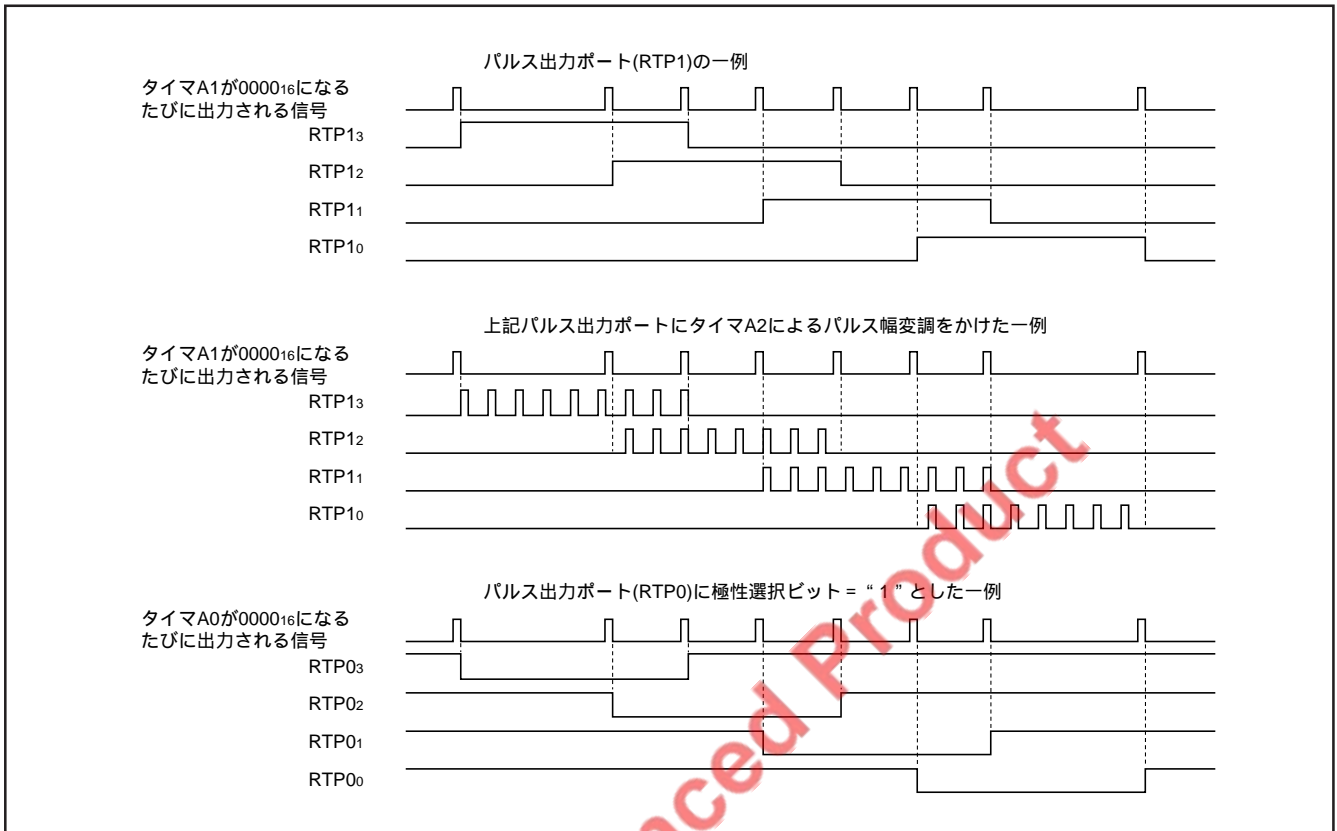 パルス出力ポート(RTP1)の一例
タイマA1が000016になる
たびに出力される信号
RTP13
RTP12
RTP11
RTP10
上記パルス出力ポートにタイマA2によるパルス幅変調をかけた一例
タイマA1が000016になる
たびに出力される信号
RTP13
RTP12
RTP11
RTP10
パルス出力ポート(RTP0)に極性選択ビット = “ 1 ” とした一例
タイマA0が000016になる
たびに出力される信号
RTP03
RTP02
RTP01
RTP00
nced Product